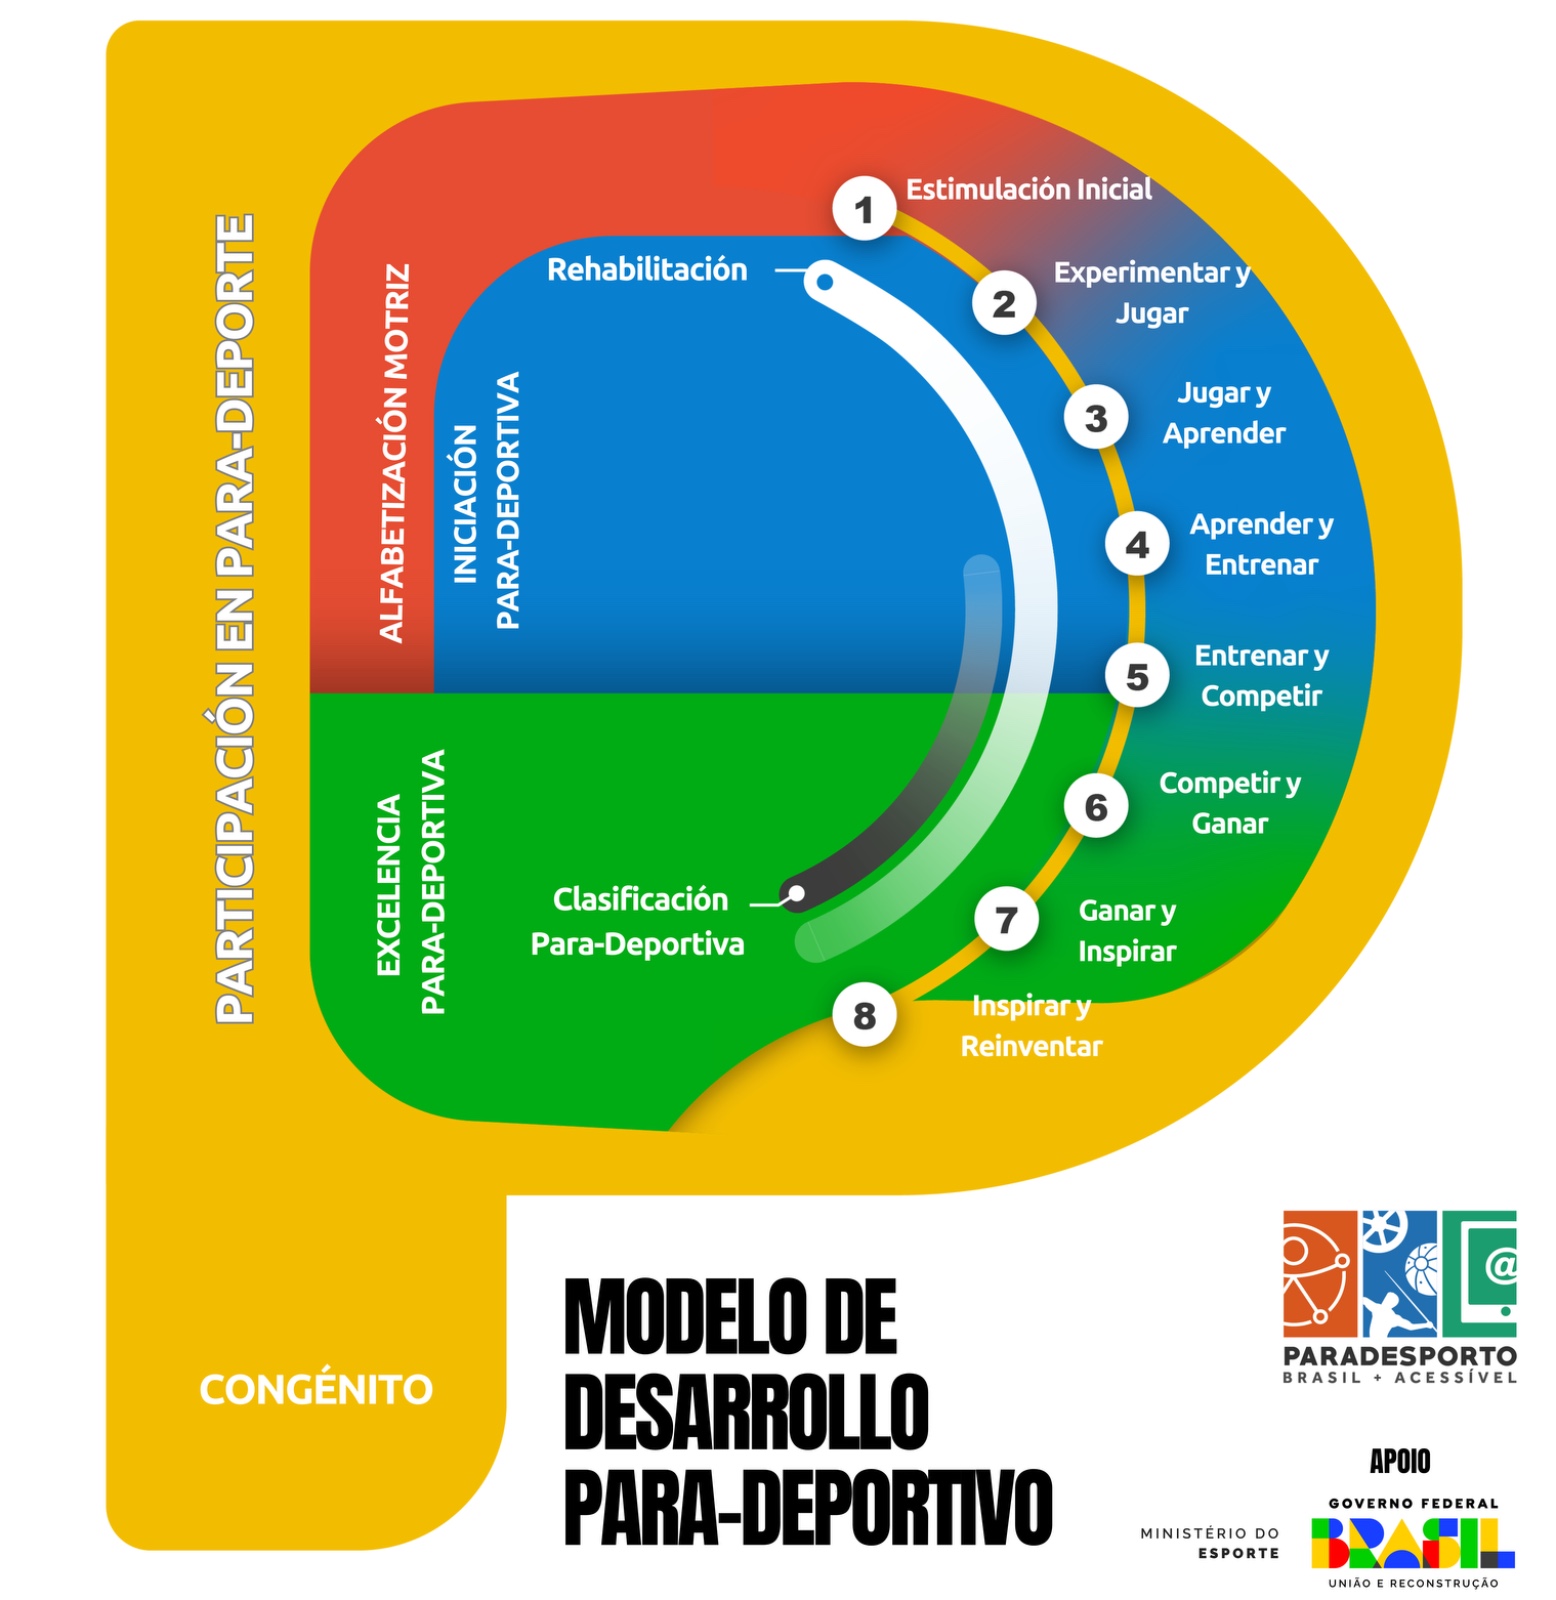 PARTICIPACIÓN EN PARA-DEPORTE
ALFABETIZACIÓN MOTRIZ
INICIACIÓN
PARA-DEPORTIVA
EXCELENCIA
PARA-DEPORTIVA
Rehabilitación
Clasificación
Para-Deportiva
1
Estimulación Inicial
2
Experimentar y
Jugar
3
Jugar y
Aprender
4
Aprender y
Entrenar
5
Entrenar y
Competir
6
Competir y
Ganar
7
Ganar y
Inspirar
8
Inspirar y
Reinventar
CONGÉNITO
MODELO DE
DESARROLLO
PARA-DEPORTIVO
@
PARADESPORTO
BRASIL + ACESSÍVEL
APOIO
MINISTÉRIO DO
ESPORTE
GOVERNO FEDERAL
BRASIL
UNIÃO E RECONSTRUÇÃO